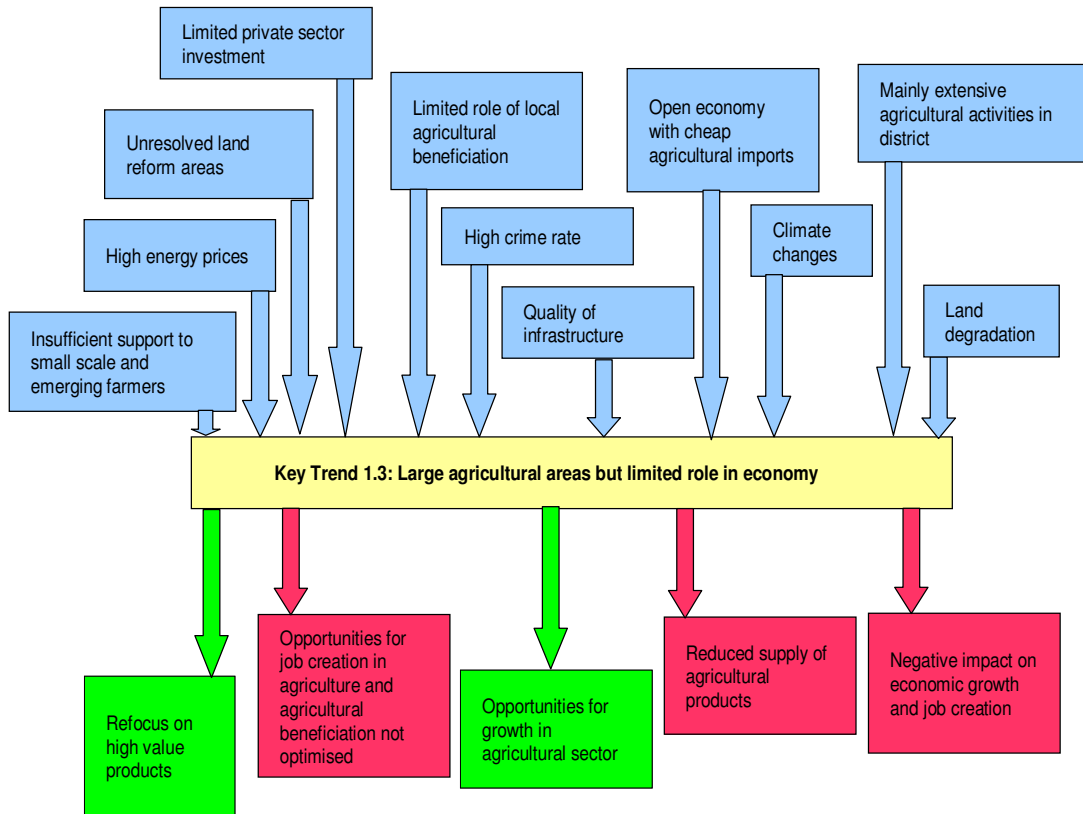 Limited private sector
investment
Unresolved land
reform areas
High energy prices
Insufficient support to
small scale and
emerging farmers
Limited role of local
agricultural
beneficiation
High crime rate
Quality of
infrastructure
Open economy
with cheap
agricultural imports
Climate
changes
Mainly extensive
agricultural activities in
district
Land
degradation
Key Trend 1.3: Large agricultural areas but limited role in economy
Refocus on
high value
products
Opportunities for
job creation in
agriculture and
agricultural
beneficiation not
optimised
Opportunities for
growth in
agricultural sector
Reduced supply of
agricultural
products
Negative impact on
economic growth
and job creation